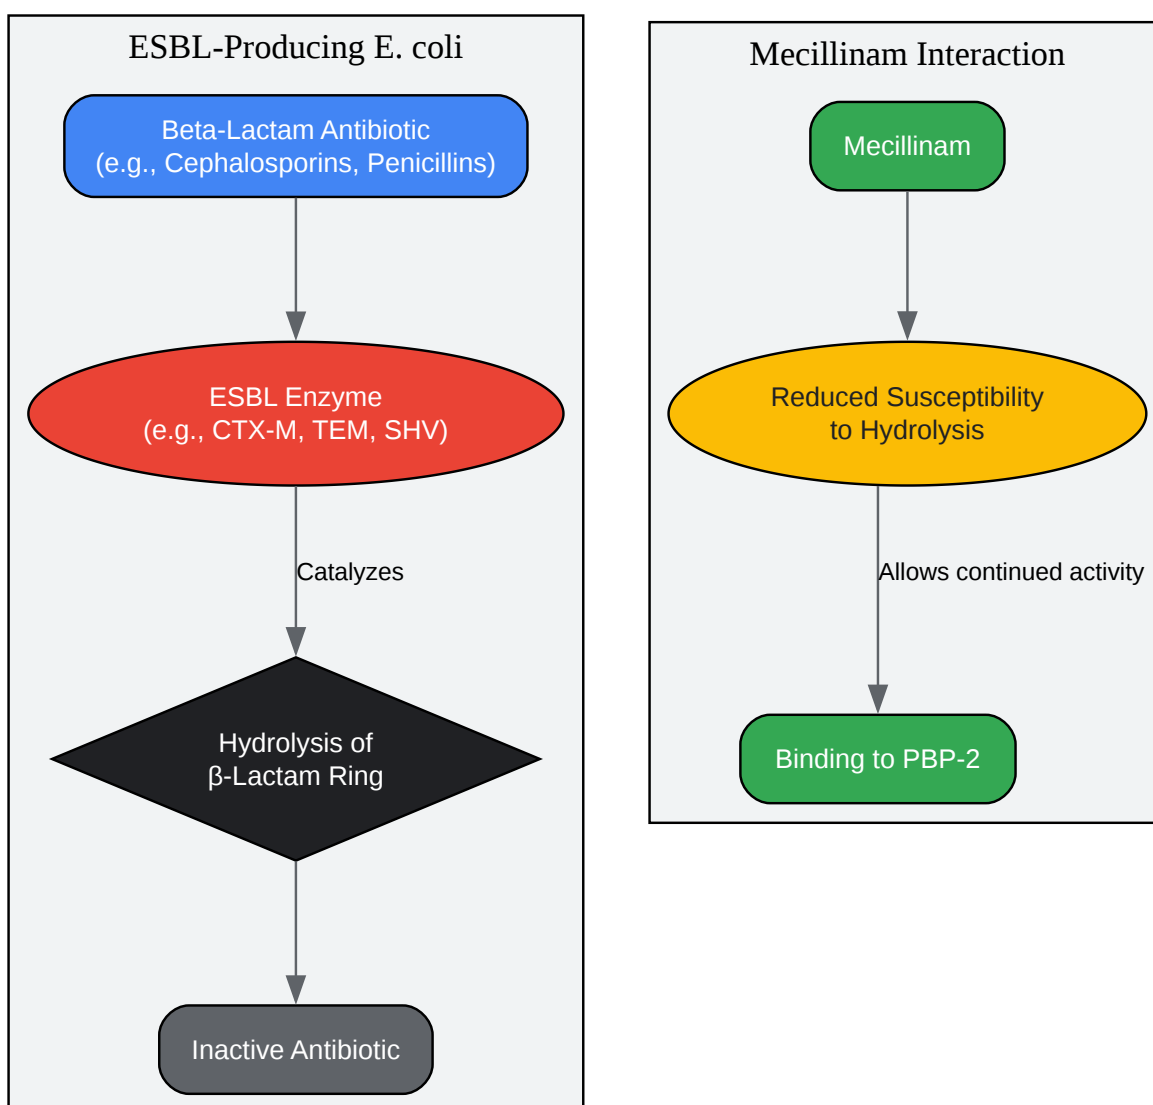 ESBL-Producing E. coli
Beta-Lactam Antibiotic
(e.g., Cephalosporins, Penicillins)
ESBL Enzyme
(e.g., CTX-M, TEM, SHV)
Catalyzes
Hydrolysis of
β-Lactam Ring
Inactive Antibiotic
Mecillinam Interaction
Mecillinam
Reduced Susceptibility
to Hydrolysis
Allows continued activity
Binding to PBP-2